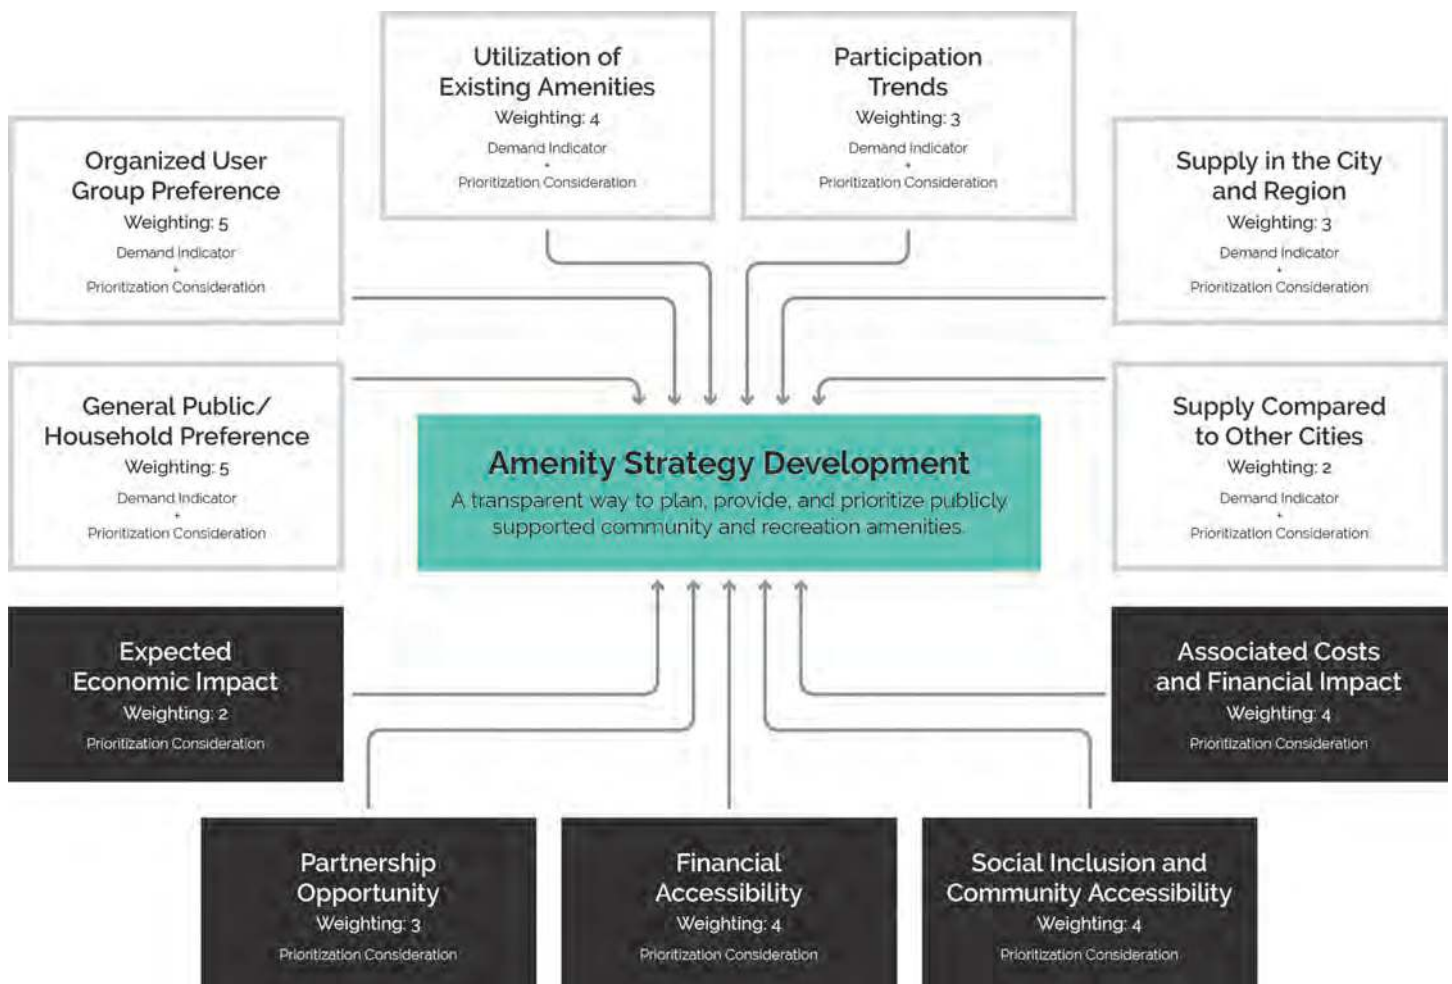 Utilization of
Existing Amenities
Weighting: 4
Demand Indicator
+
Prioritization Consideration
Participation
Trends
Weighting: 3
Demand Indicator
+
Prioritization Consideration
Organized User
Group Preference
Weighting: 5
Demand Indicator
+
Prioritization Consideration
Supply in the City
and Region
Weighting: 3
Demand Indicator
+
Prioritization Consideration
General Public/
Household Preference
Weighting: 5
Demand Indicator
+
Prioritization Consideration
Amenity Strategy Development
A transparent way to plan, provide, and prioritize publicly
supported community and recreation amenities.
Supply Compared
to Other Cities
Weighting: 2
Demand Indicator
+
Prioritization Consideration
Expected
Economic Impact
Weighting: 2
Prioritization Consideration
Associated Costs
and Financial Impact
Weighting: 4
Prioritization Consideration
Partnership
Opportunity
Weighting: 3
Prioritization Consideration
Financial
Accessibility
Weighting: 4
Prioritization Consideration
Social Inclusion and
Community Accessibility
Weighting: 4
Prioritization Consideration